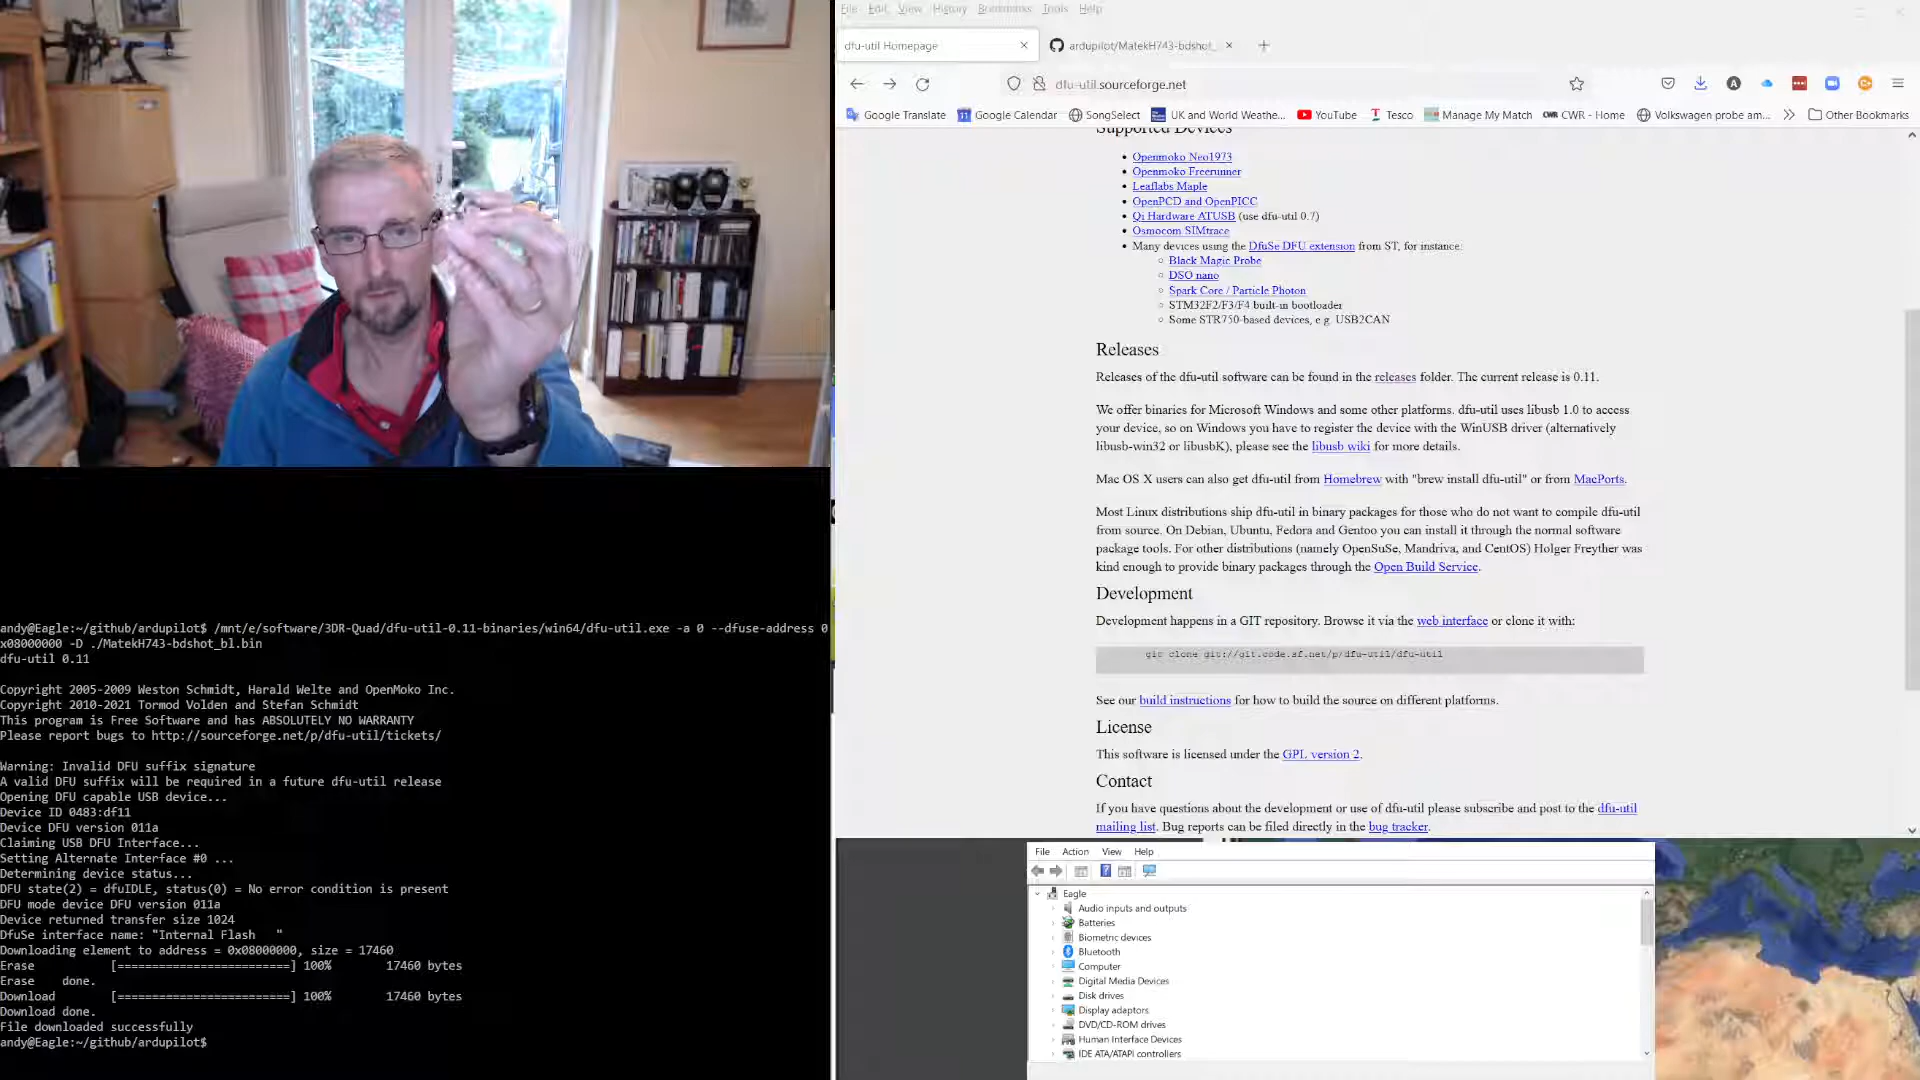 andy@Eagle:~/github/ardupilot$ /mnt/e/software/3DR-Quad/dfu-util-0.11-binaries/win64/dfu-util.exe -a 0 --dfuse-address 0
x08000000 -D ./MatekH743-bdshot_bl.bin
dfu-util 0.11
Copyright 2005-2009 Weston Schmidt, Harald Welte and OpenMoko Inc.
Copyright 2010-2021 Tormod Volden and Stefan Schmidt
This program is Free Software and has ABSOLUTELY NO WARRANTY
Please report bugs to http://sourceforge.net/p/dfu-util/tickets/
Warning: Invalid DFU suffix signature
A valid DFU suffix will be required in a future dfu-util release
Opening DFU capable USB device...
Device ID 0483:df11
Device DFU version 011a
Claiming USB DFU Interface...
Setting Alternate Interface #0 ...
Determining device status...
DFU state(2) = dfuIDLE, status(0) = No error condition is present
DFU mode device DFU version 011a
Device returned transfer size 1024
DfuSe interface name: "Internal Flash   "
Downloading element to address = 0x08000000, size = 17460
Erase           [=========================] 100%        17460 bytes
Erase    done.
Download        [=========================] 100%        17460 bytes
Download done.
File downloaded successfully
andy@Eagle:~/github/ardupilot$
File Edit View History Bookmarks Tools Help
dfu-util Homepage
ardupilot/MatekH743-bdshot_
dfu-util.sourceforge.net
Google Translate Google Calendar SongSelect UK and World Weathe... YouTube Tesco Manage My Match CWR CWR - Home Volkswagen probe am... Other Bookmarks
Supported Devices
Openmoko Neo1973
Openmoko Freerunner
Leaflabs Maple
OpenPCD and OpenPICC
Qi Hardware ATUSB (use dfu-util 0.7)
Osmocom SIMtrace
Many devices using the DfuSe DFU extension from ST, for instance:
Black Magic Probe
DSO nano
Spark Core / Particle Photon
STM32F2/F3/F4 built-in bootloader
Some STR750-based devices, e.g. USB2CAN
Releases
Releases of the dfu-util software can be found in the releases folder. The current release is 0.11.
We offer binaries for Microsoft Windows and some other platforms. dfu-util uses libusb 1.0 to access
your device, so on Windows you have to register the device with the WinUSB driver (alternatively
libusb-win32 or libusbK), please see the libusb wiki for more details.
Mac OS X users can also get dfu-util from Homebrew with "brew install dfu-util" or from MacPorts.
Most Linux distributions ship dfu-util in binary packages for those who do not want to compile dfu-util
from source. On Debian, Ubuntu, Fedora and Gentoo you can install it through the normal software
package tools. For other distributions (namely OpenSuSe, Mandriva, and CentOS) Holger Freyther was
kind enough to provide binary packages through the Open Build Service.
Development
Development happens in a GIT repository. Browse it via the web interface or clone it with:
git clone git://git.code.sf.net/p/dfu-util/dfu-util
See our build instructions for how to build the source on different platforms.
License
This software is licensed under the GPL version 2.
Contact
If you have questions about the development or use of dfu-util please subscribe and post to the dfu-util
mailing list. Bug reports can be filed directly in the bug tracker.
File Action View Help
Eagle
Audio inputs and outputs
Batteries
Biometric devices
Bluetooth
Computer
Digital Media Devices
Disk drives
Display adaptors
DVD/CD-ROM drives
Human Interface Devices
IDE ATA/ATAPI controllers